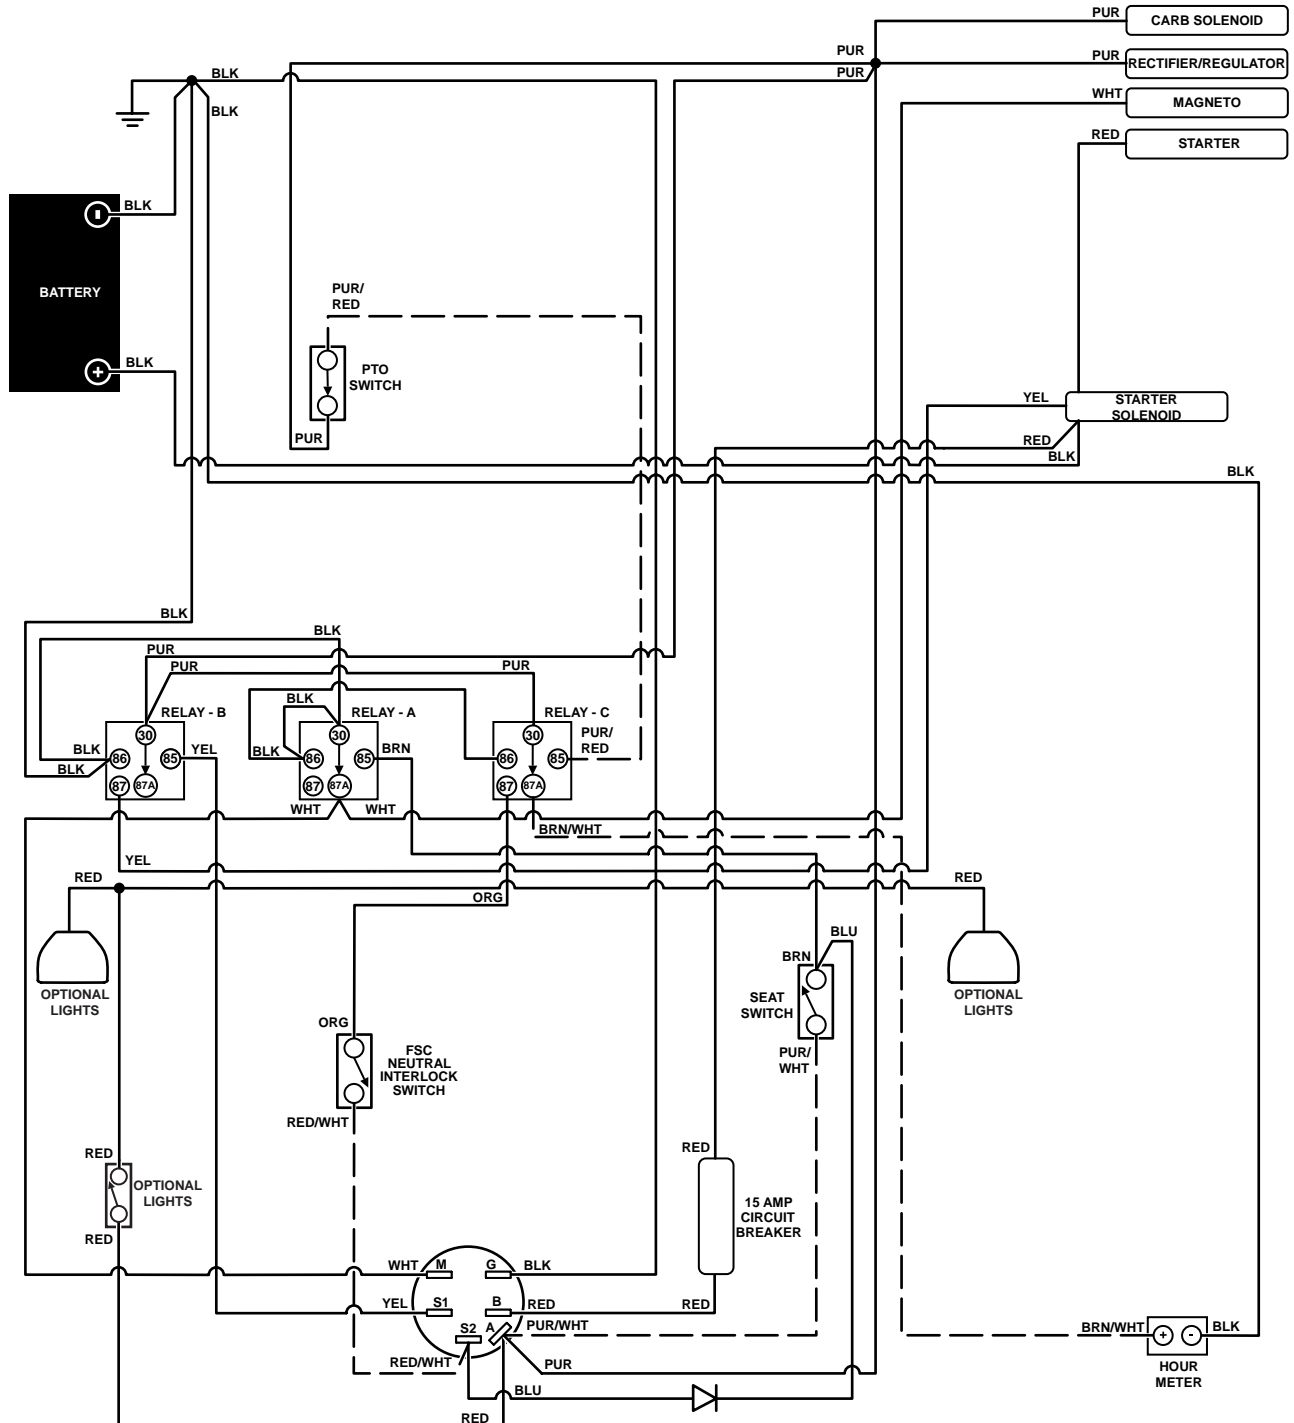 PUR
CARB SOLENOID
PUR
PUR
RECTIFIER/REGULATOR
BLK
PUR
WHT
MAGNETO
BLK
RED
STARTER
BLK
BATTERY
PUR/
RED
BLK
PTO
SWITCH
YEL
STARTER
SOLENOID
PUR
RED
BLK
BLK
BLK
BLK
PUR
PUR
PUR
BLK
RELAY - B
RELAY - A
RELAY - C
30
30
30
PUR/
RED
BLK
86
85
YEL
BLK
86
85
BRN
86
85
BLK
87
87A
87
87A
87
87A
WHT
WHT
BRN/WHT
YEL
RED
RED
ORG
BLU
BRN
OPTIONAL
LIGHTS
SEAT
SWITCH
OPTIONAL
LIGHTS
ORG
FSC
NEUTRAL
INTERLOCK
SWITCH
PUR/
WHT
RED/WHT
RED
RED
OPTIONAL
LIGHTS
15 AMP
CIRCUIT
BREAKER
RED
WHT
M
G
BLK
YEL
S1
B
RED
RED
S2
A
PUR/WHT
BRN/WHT
+
-
BLK
RED/WHT
PUR
HOUR
METER
BLU
RED